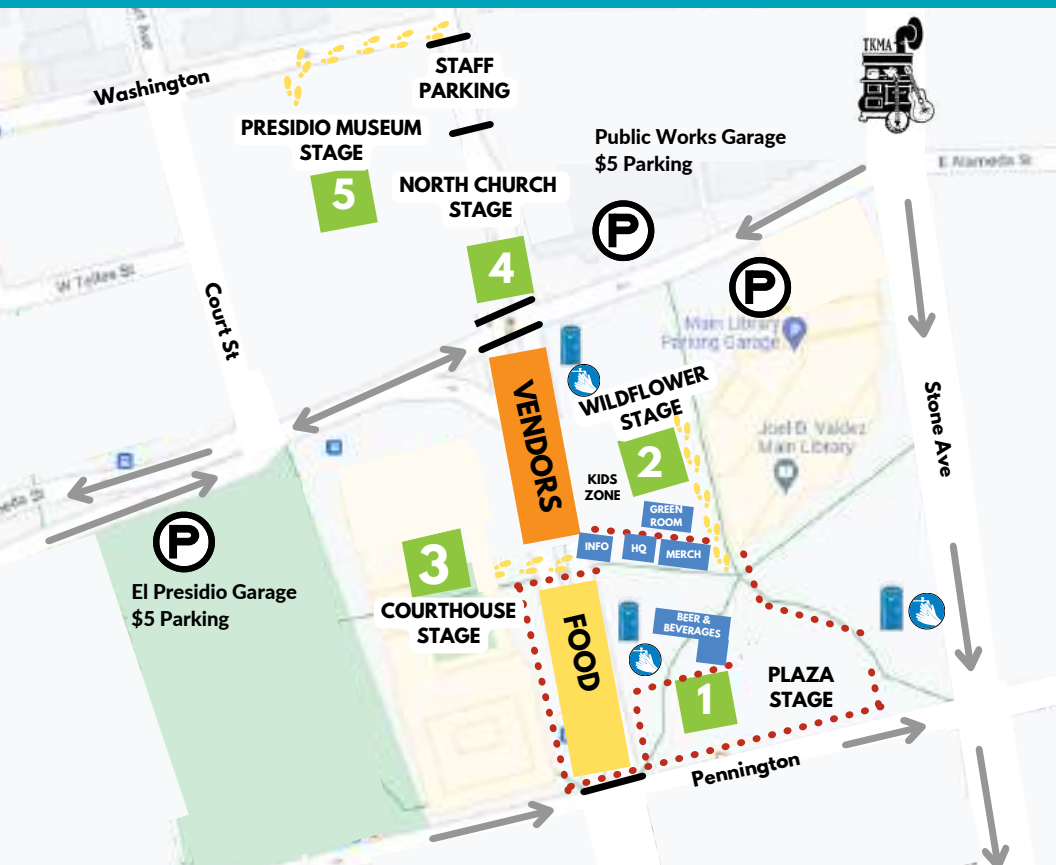 TKMA
Washington
STAFF
PARKING
PRESIDIO MUSEUM
STAGE
5
Public Works Garage
$5 Parking
E Alameda St
NORTH CHURCH
STAGE
4
P
P
W Telles St
Court St
Main Library
Parking Garage
VENDORS
WILDFLOWER
STAGE
2
Stone Ave
Joel D. Valdez
Main Library
KIDS
ZONE
GREEN
ROOM
INFO
HQ
MERCH
P
El Presidio Garage
$5 Parking
3
COURTHOUSE
STAGE
FOOD
BEER &
BEVERAGES
1
PLAZA
STAGE
Pennington